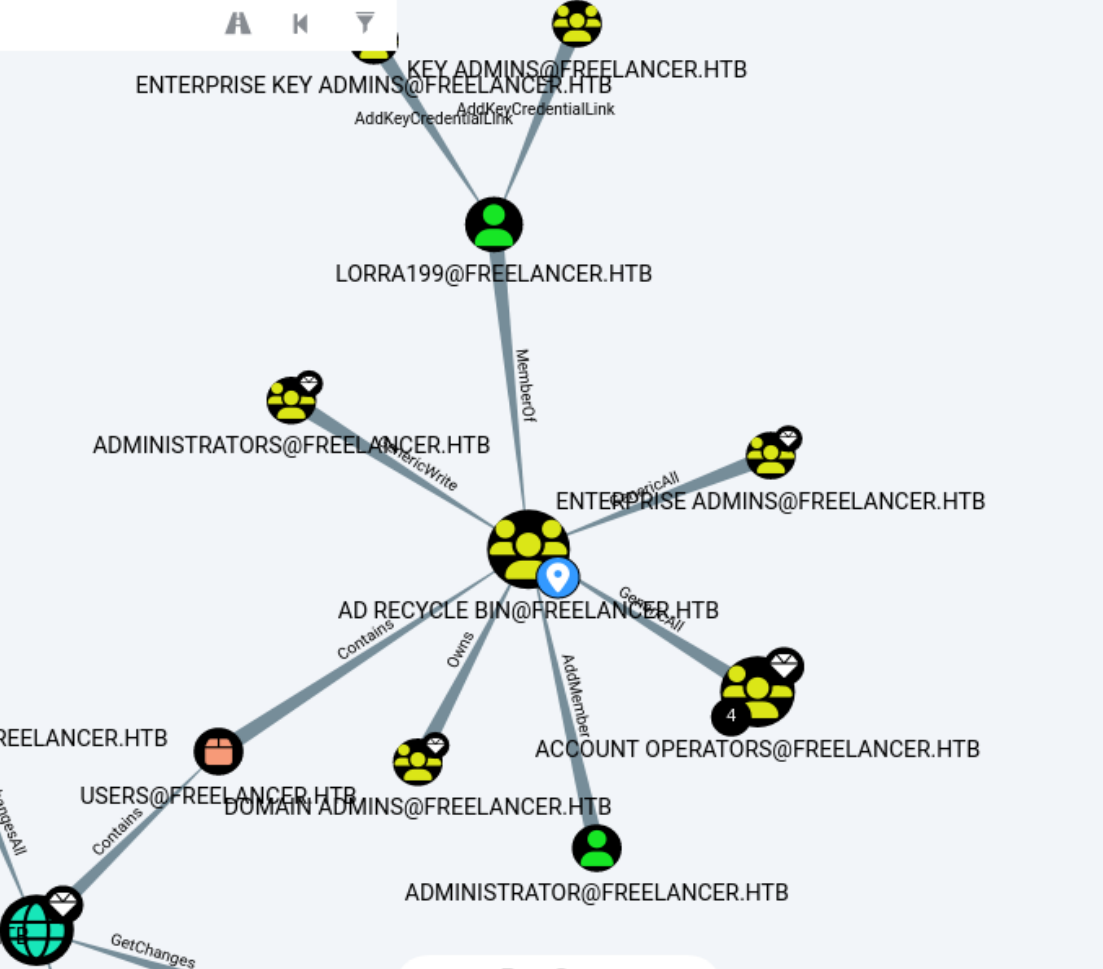 KEY ADMINS@FREELANCER.HTB
ENTERPRISE KEY ADMINS@FREELANCER.HTB
AddKeyCredentialLink
AddKeyCredentialLink
LORRA199@FREELANCER.HTB
MemberOf
ADMINISTRATORS@FREELANCER.HTB
GenericWrite
GenericAll
ENTERPRISE ADMINS@FREELANCER.HTB
AD RECYCLE BIN@FREELANCER.HTB
GenericAll
Contains
Owns
AddMember
4
REELANCER.HTB
ACCOUNT OPERATORS@FREELANCER.HTB
USERS@FREELANCER.HTB
DOMAIN ADMINS@FREELANCER.HTB
angesAll
Contains
ADMINISTRATOR@FREELANCER.HTB
TB
GetChanges